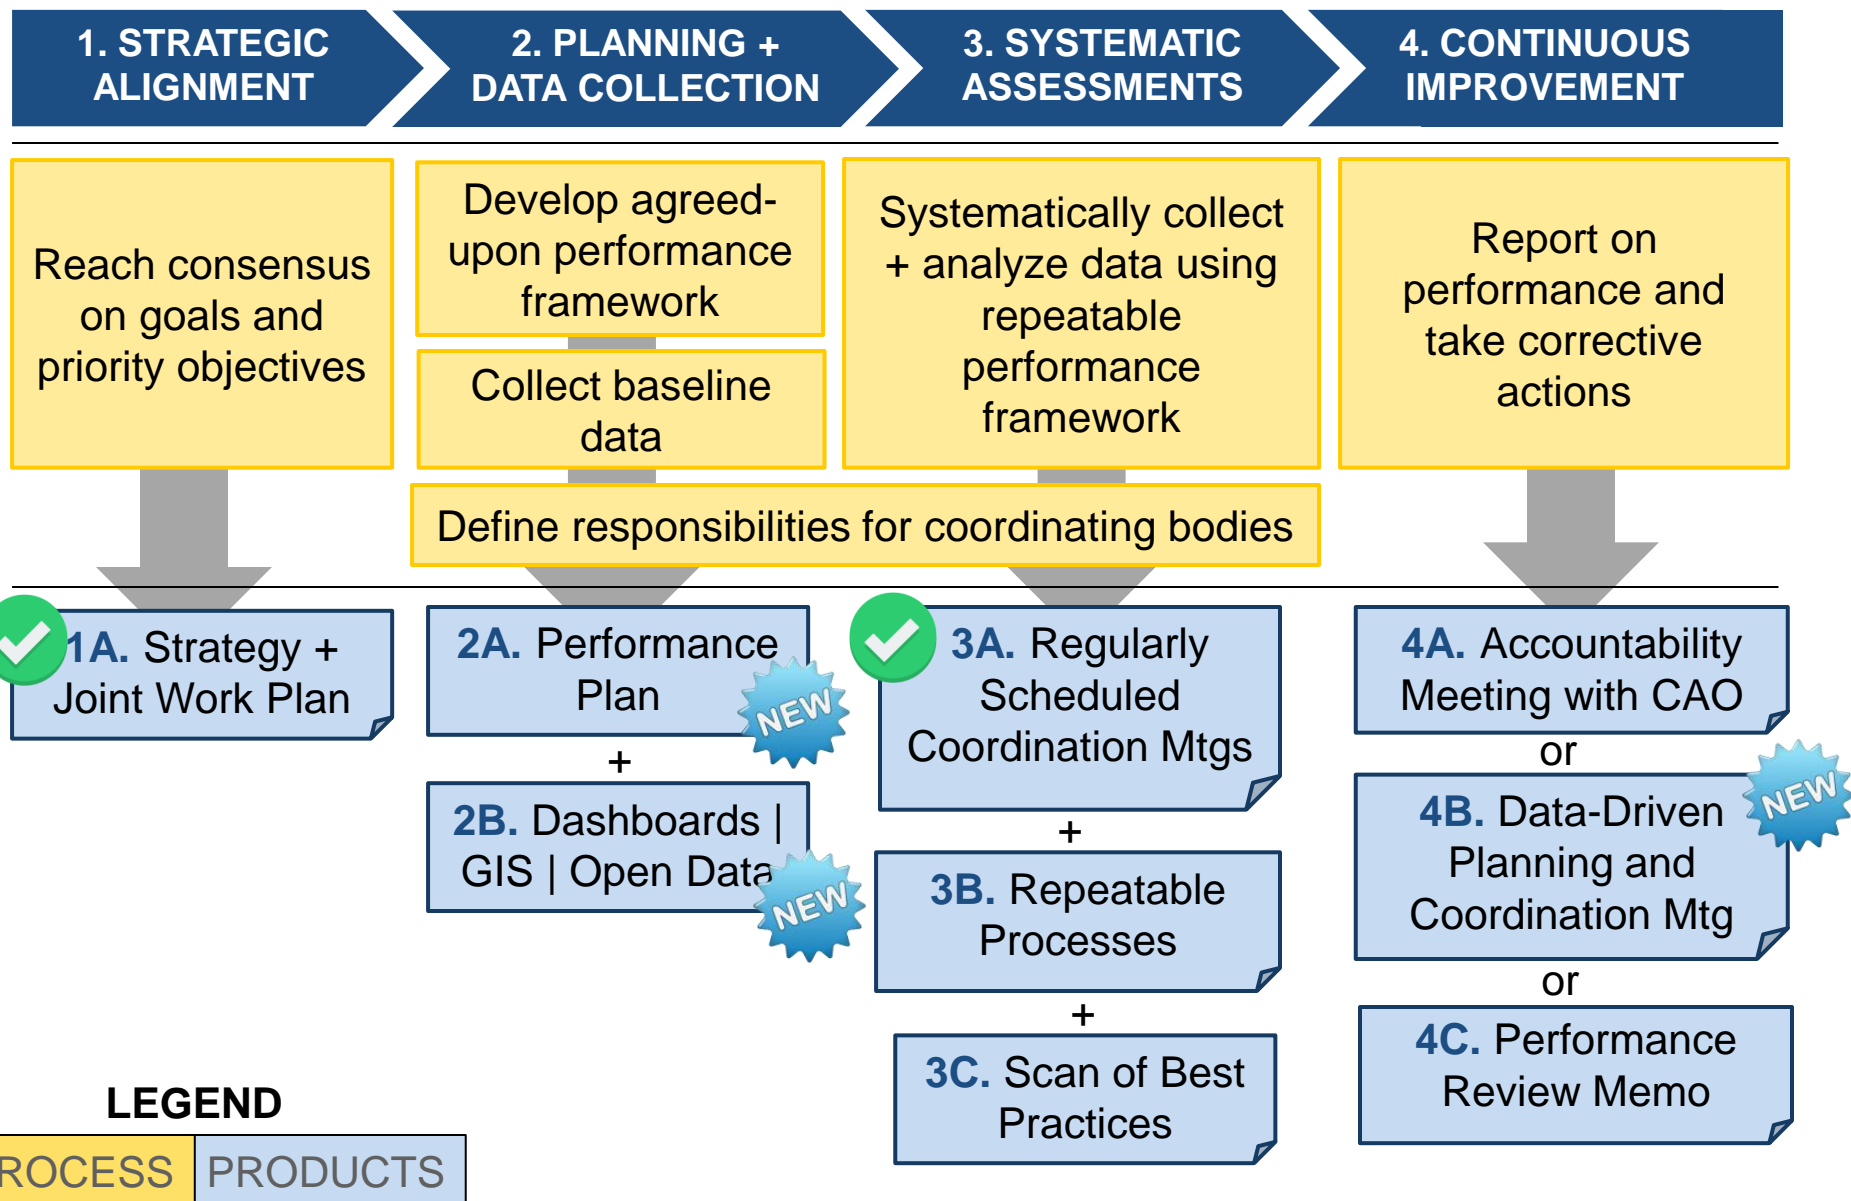 1. STRATEGIC
ALIGNMENT
2. PLANNING +
DATA COLLECTION
3. SYSTEMATIC
ASSESSMENTS
4. CONTINUOUS
IMPROVEMENT
Reach consensus
on goals and
priority objectives
Develop agreed-
upon performance
framework
Collect baseline
data
Systematically collect
+ analyze data using
repeatable
performance
framework
Report on
performance and
take corrective
actions
Define responsibilities for coordinating bodies
1A. Strategy +
Joint Work Plan
2A. Performance
Plan
NEW
+
2B. Dashboards |
GIS | Open Data
NEW
3A. Regularly
Scheduled
Coordination Mtgs
+
3B. Repeatable
Processes
+
3C. Scan of Best
Practices
4A. Accountability
Meeting with CAO
or
4B. Data-Driven
Planning and
Coordination Mtg
NEW
or
4C. Performance
Review Memo
LEGEND
ROCESS
PRODUCTS